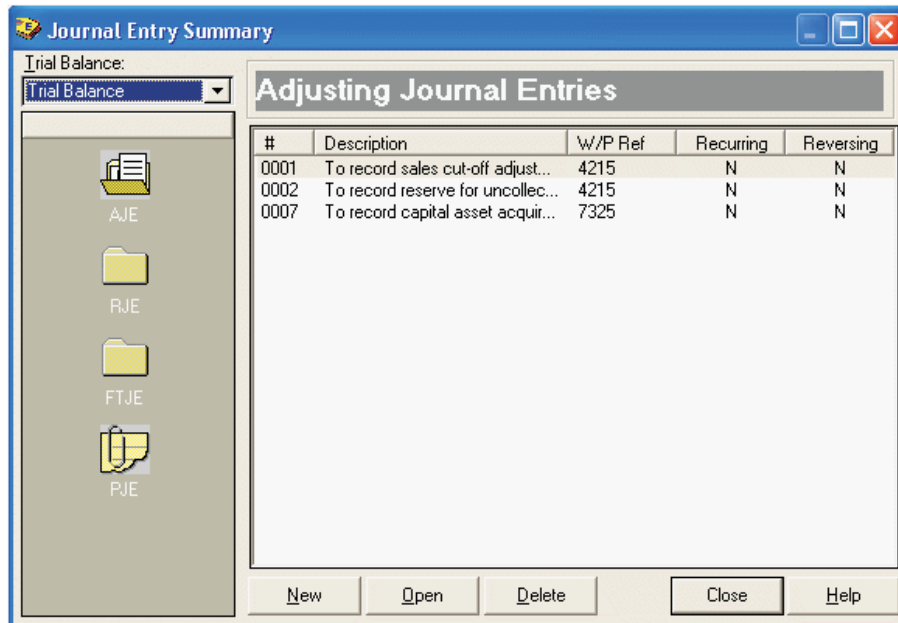 Journal Entry Summary
Trial Balance:
Trial Balance
Adjusting Journal Entries
# Description W/P Ref Recurring Reversing
0001 To record sales cut-off adjust... 4215 N N
0002 To record reserve for uncollec... 4215 N N
0007 To record capital asset acquir... 7325 N N
AJE
RJE
FTJE
PJE
New Open Delete Close Help